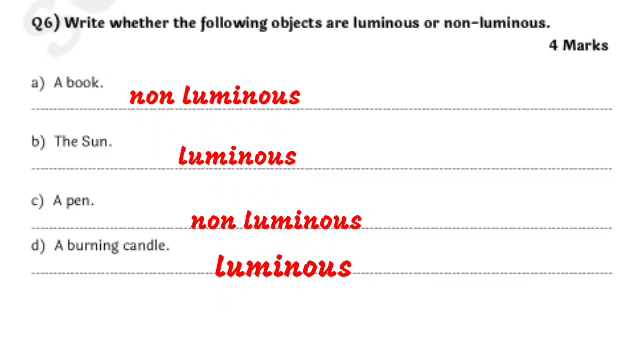 Q6) Write whether the following objects are luminous or non-luminous.
4 Marks
a) A book.
non luminous
b) The Sun.
luminous
c) A pen.
non luminous
d) A burning candle.
luminous